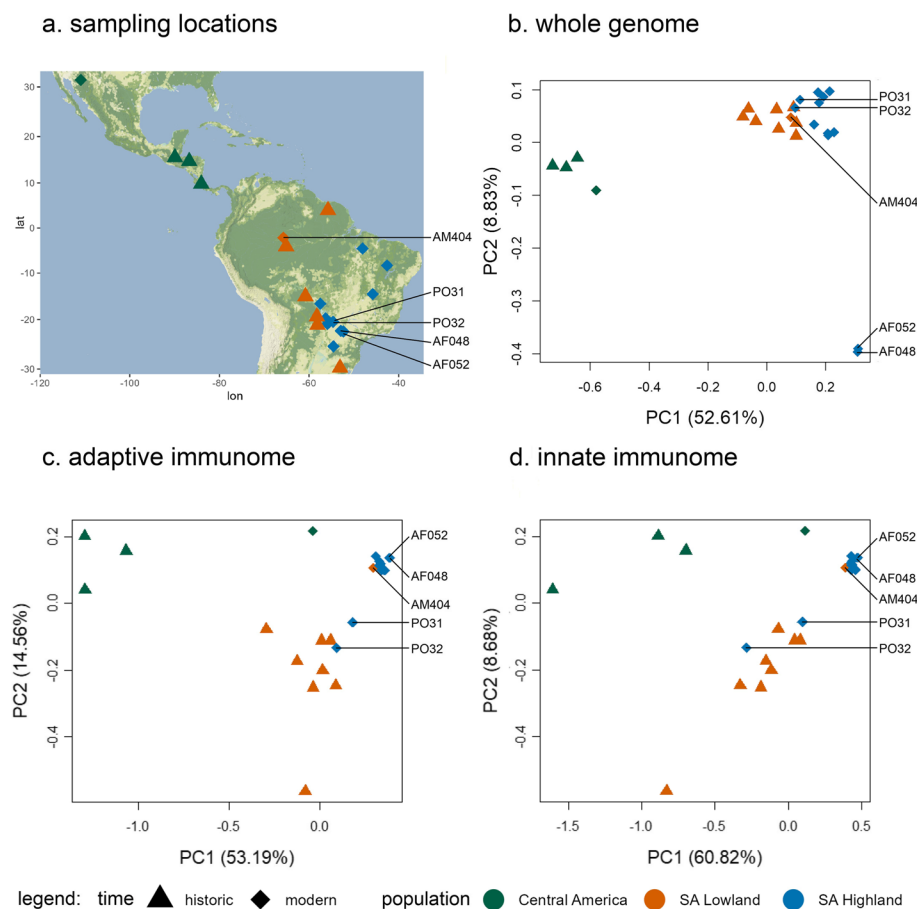 a. sampling locations
b. whole genome
30
20
10
0
-10
-20
-30
lat
-120
-100
-80
-60
-40
lon
AM404
PO31
PO32
AF048
AF052
0.1
0.0
-0.1
-0.2
-0.3
-0.4
PC2 (8.83%)
-0.6
-0.4
-0.2
0.0
0.2
PC1 (52.61%)
PO31
PO32
AM404
AF052
AF048
c. adaptive immunome
d. innate immunome
0.2
0.0
-0.2
-0.4
PC2 (14.56%)
-1.0
-0.5
0.0
PC1 (53.19%)
AF052
AF048
AM404
PO31
PO32
0.2
0.0
-0.2
-0.4
PC2 (8.68%)
-1.5
-1.0
-0.5
0.0
0.5
PC1 (60.82%)
AF052
AF048
AM404
PO31
PO32
legend: time historic modern population Central America SA Lowland SA Highland